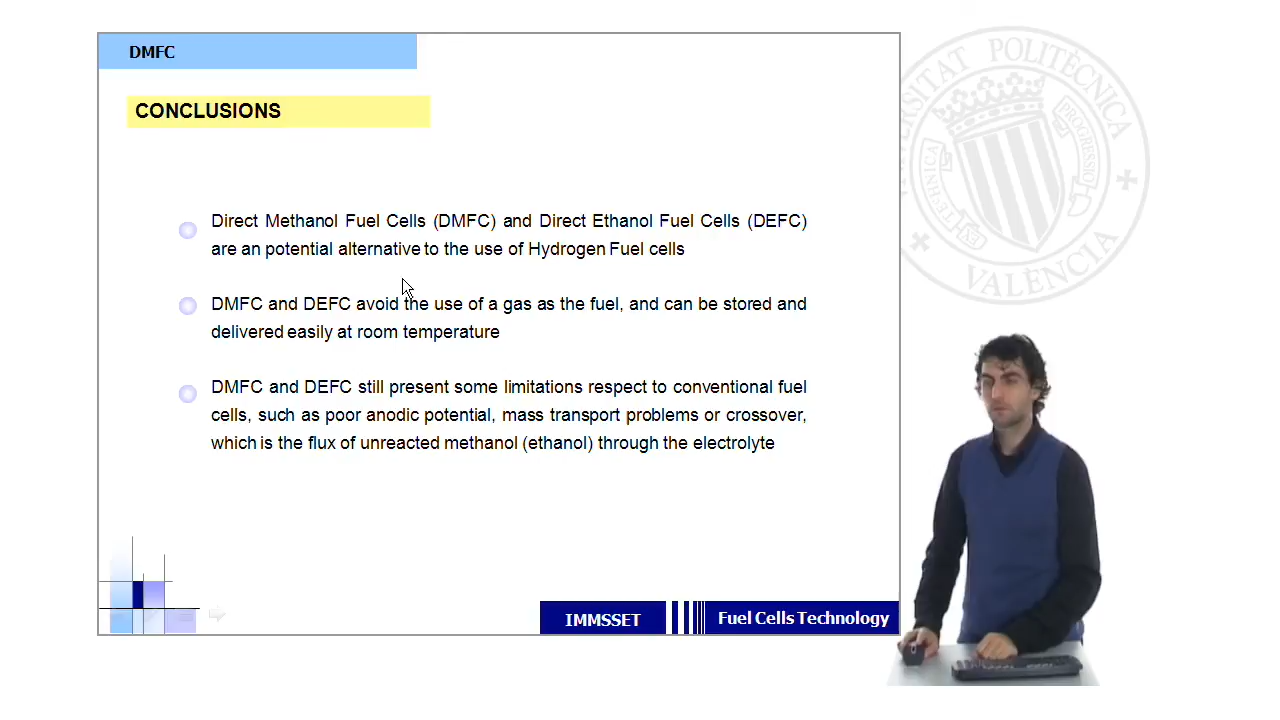 DMFC
CONCLUSIONS
Direct Methanol Fuel Cells (DMFC) and Direct Ethanol Fuel Cells (DEFC)
are an potential alternative to the use of Hydrogen Fuel cells
DMFC and DEFC avoid the use of a gas as the fuel, and can be stored and
delivered easily at room temperature
DMFC and DEFC still present some limitations respect to conventional fuel
cells, such as poor anodic potential, mass transport problems or crossover,
which is the flux of unreacted methanol (ethanol) through the electrolyte
IMMSSET
Fuel Cells Technology
POLITÈCNICA
VALÈNCIA